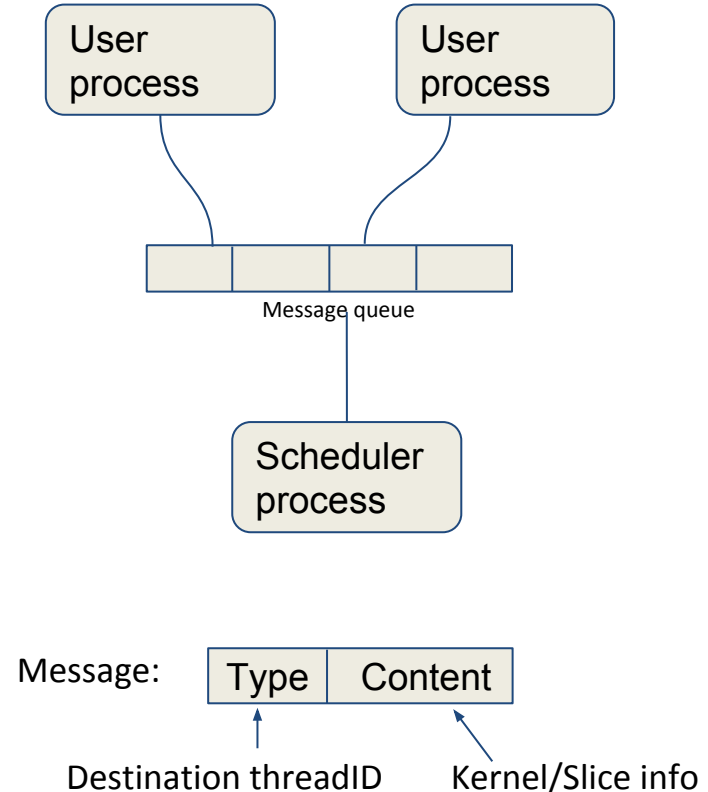 User
process
User
process
Message queue
Scheduler
process
Message:
Type
Content
Destination threadID
Kernel/Slice info